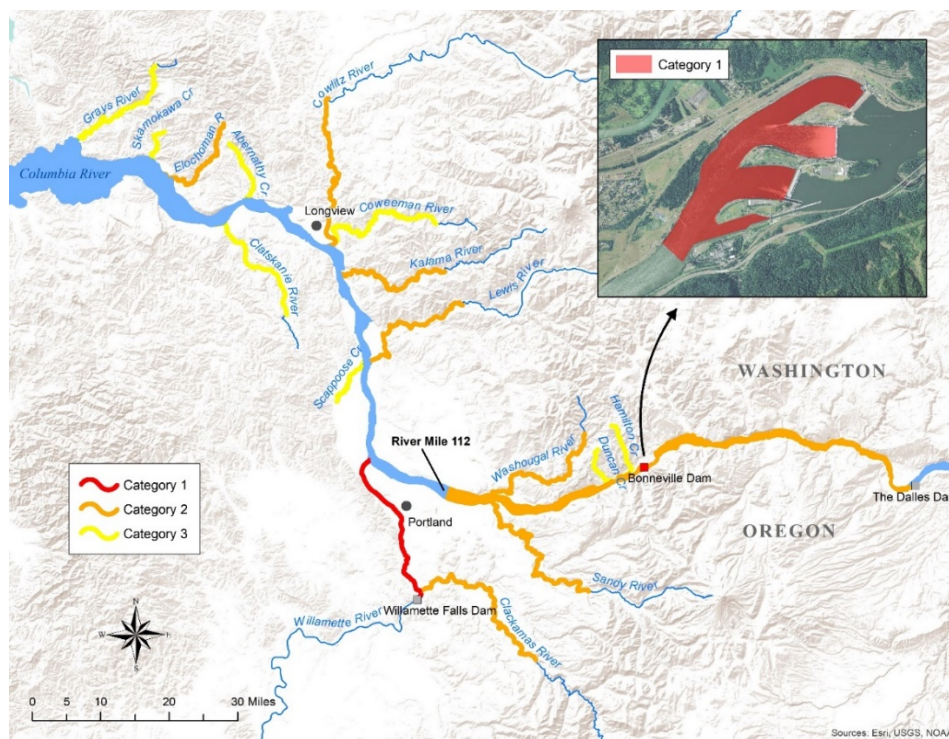 Category 1
Cowlitz River
Grays River
Skamokawa Cr
Elochoman R
Abernathy Cr
Columbia River
Longview
Coweeman River
Kalama River
Clatskanie River
Lewis River
Scappoose Cr
WASHINGTON
River Mile 112
Washougal River
Hamilton Cr
Duncan Cr
Bonneville Dam
The Dalles Da
Category 1
Category 2
Category 3
Portland
OREGON
Sandy River
Willamette Falls Dam
Willamette River
Clackamas River
N
W
E
S
0 5 10 20 30 Miles
Sources: Esri, USGS, NOA